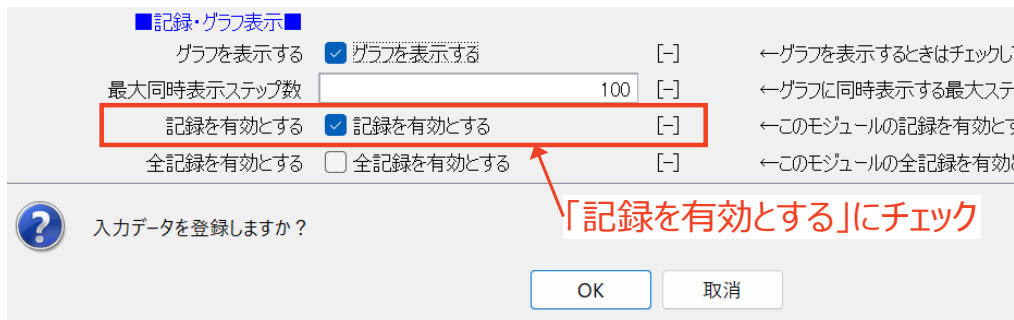 ■記録・グラフ表示■
グラフを表示する グラフを表示する [-] ←グラフを表示するときはチェックし
最大同時表示ステップ数 100 [-] ←グラフに同時表示する最大ステ
記録を有効とする 記録を有効とする [-] ←このモジュールの記録を有効と
全記録を有効とする 全記録を有効とする [-] ←このモジュールの全記録を有効
「記録を有効とする」にチェック
入力データを登録しますか?
OK 取消